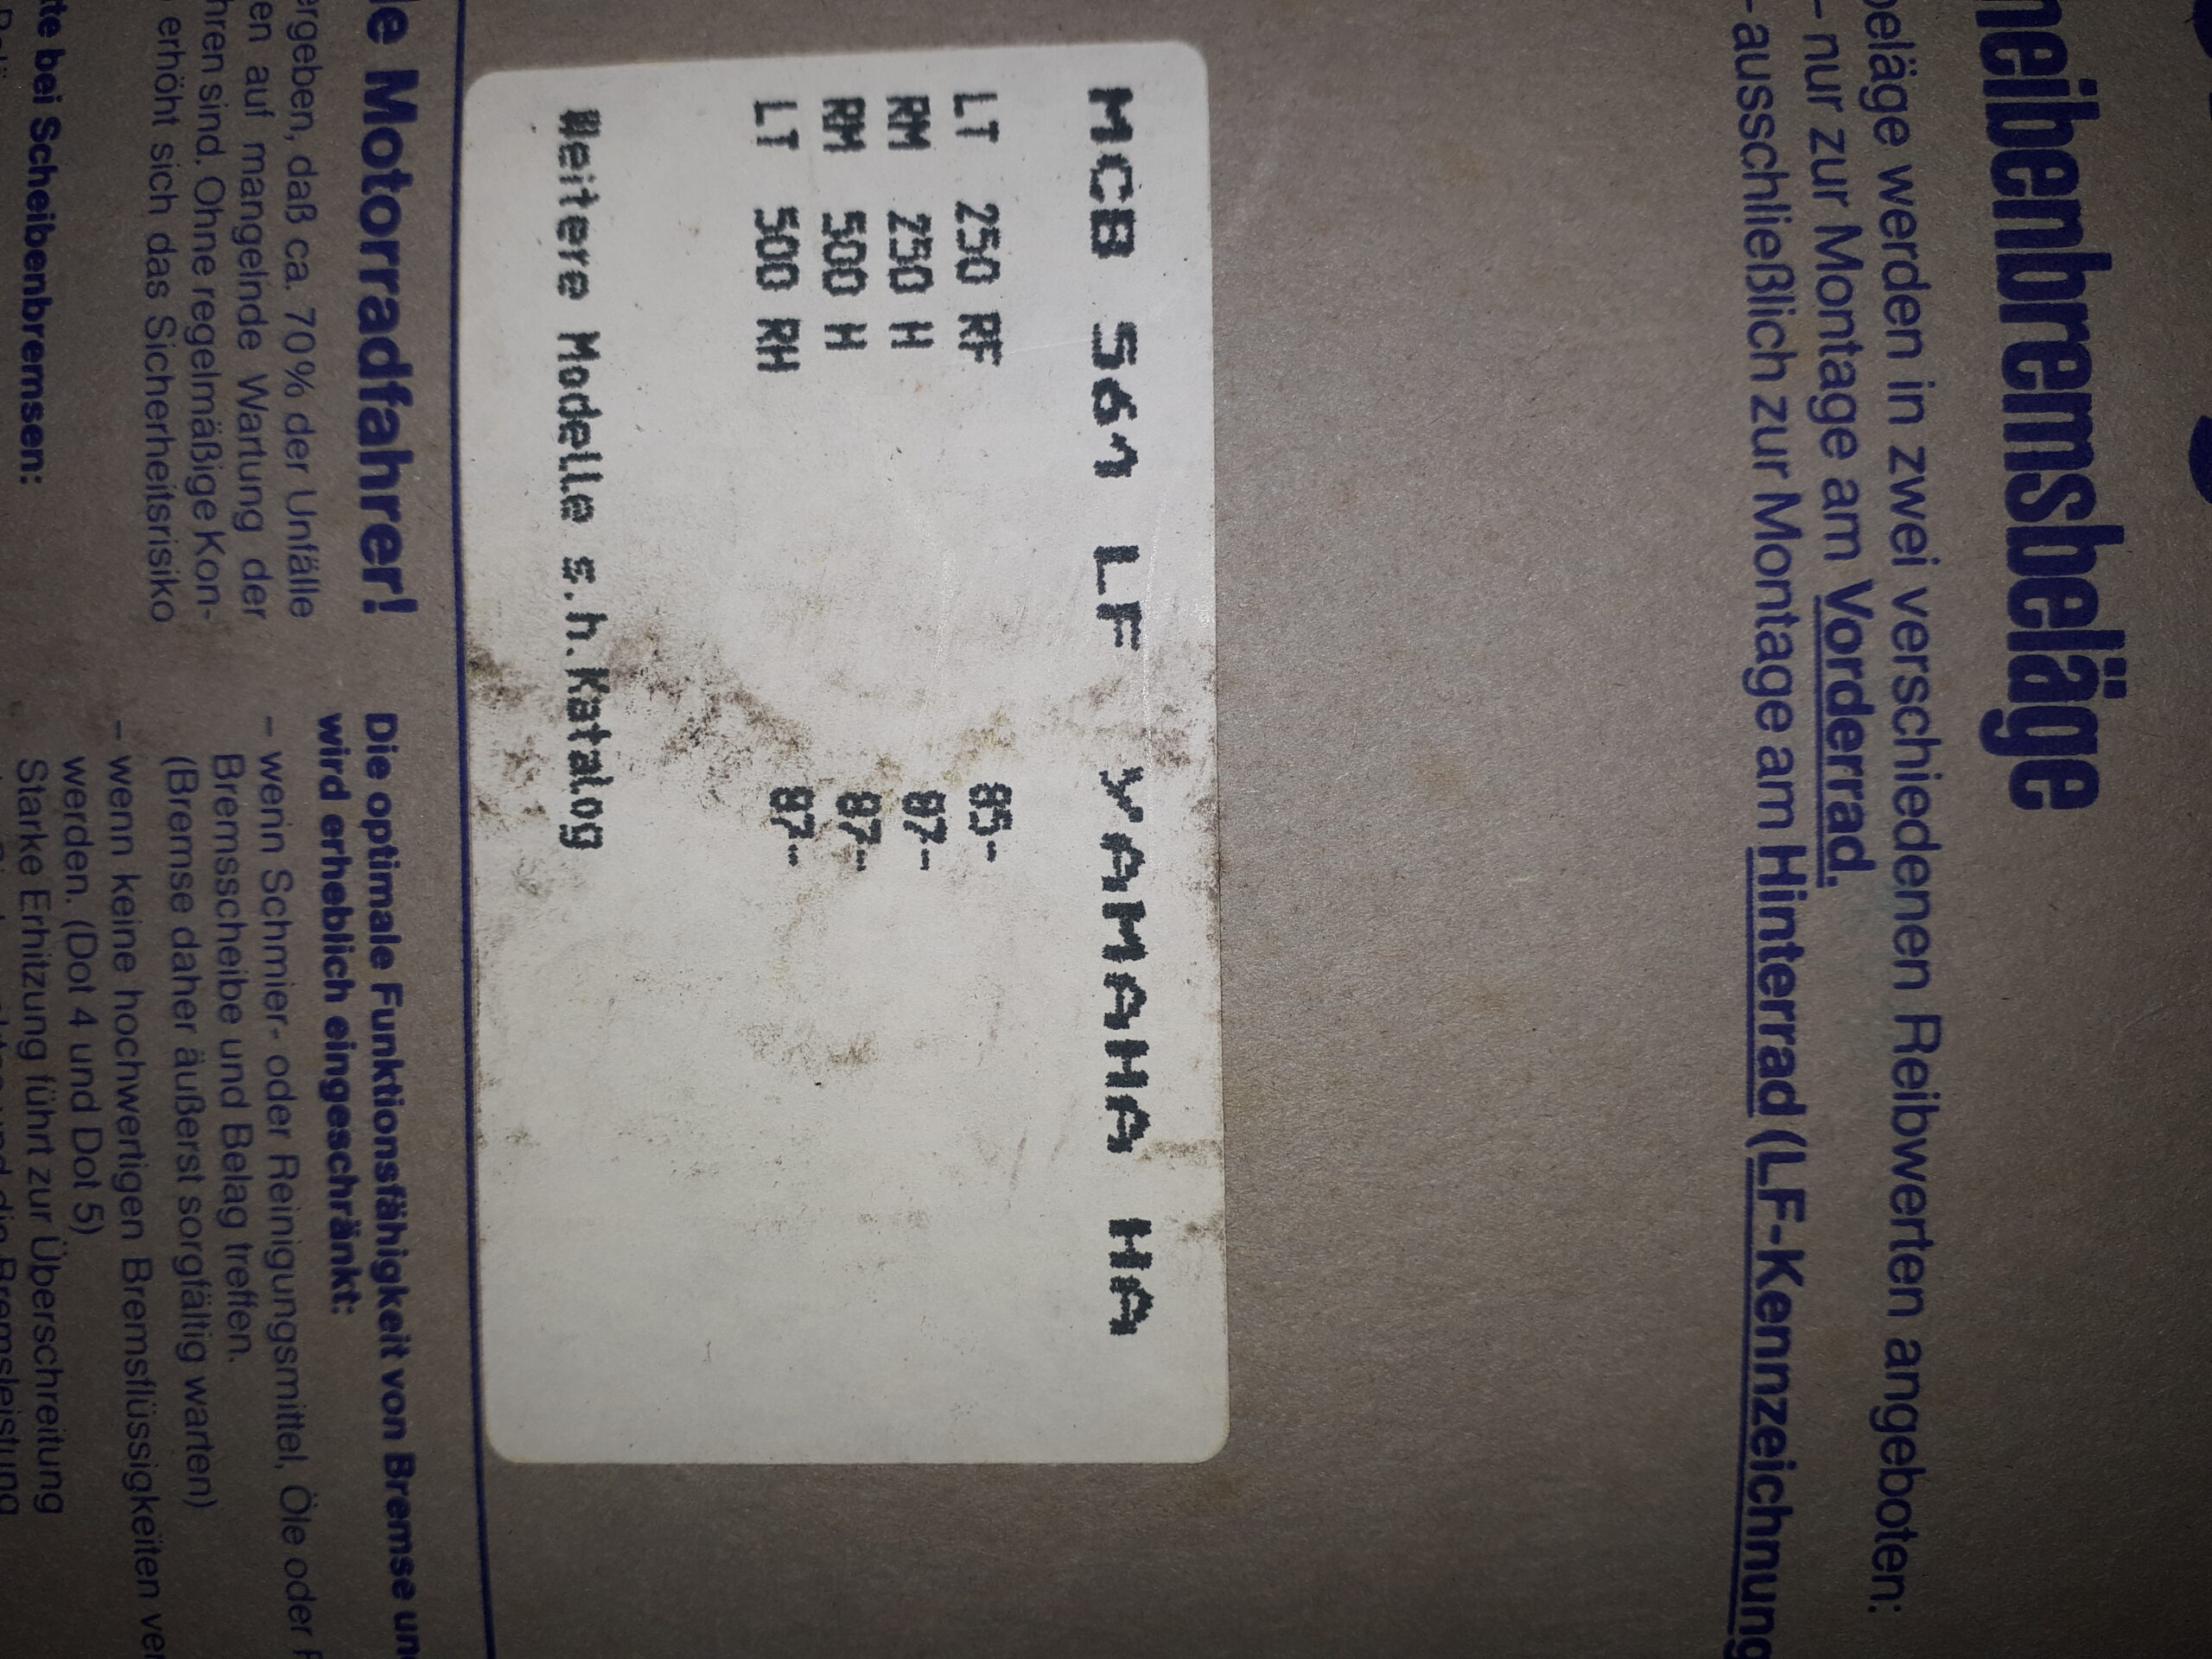 heibenbremsbeläge
beläge werden in zwei verschiedenen Reibwerten angeboten:
– nur zur Montage am Vorderrad.
– ausschließlich zur Montage am Hinterrad (LF-Kennzeichnung
MCB 561 LF YAMAHA HA
LT 250 RF 85-
RM 250 H 87-
RM 500 H 87-
LT 500 RH 87-
Weitere Modelle s.h.Katalog
le Motorradfahrer!
ergeben, daß ca. 70% der Unfälle
en auf mangelnde Wartung der
hren sind. Ohne regelmäßige Kon-
erhöht sich das Sicherheitsrisiko
te bei Scheibenbremsen:
Die optimale Funktionsfähigkeit von Bremse un
wird erheblich eingeschränkt:
– wenn Schmier- oder Reinigungsmittel, Öle oder F
Bremsscheibe und Belag treffen.
(Bremse daher äußerst sorgfältig warten)
– wenn keine hochwertigen Bremsflüssigkeiten ver
werden. (Dot 4 und Dot 5)
Starke Erhitzung führt zur Überschreitung